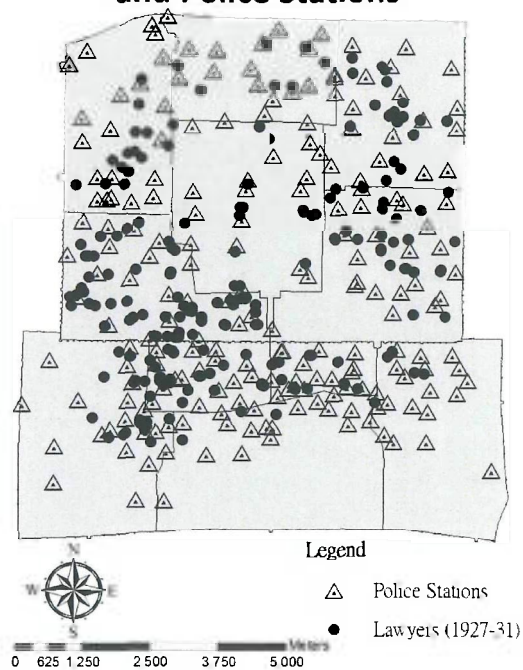 and Police Stations
N
W E
S
Legend
Police Stations
Lawyers (1927-31)
Meters
0 625 1 250 2 500 3 750 5 000